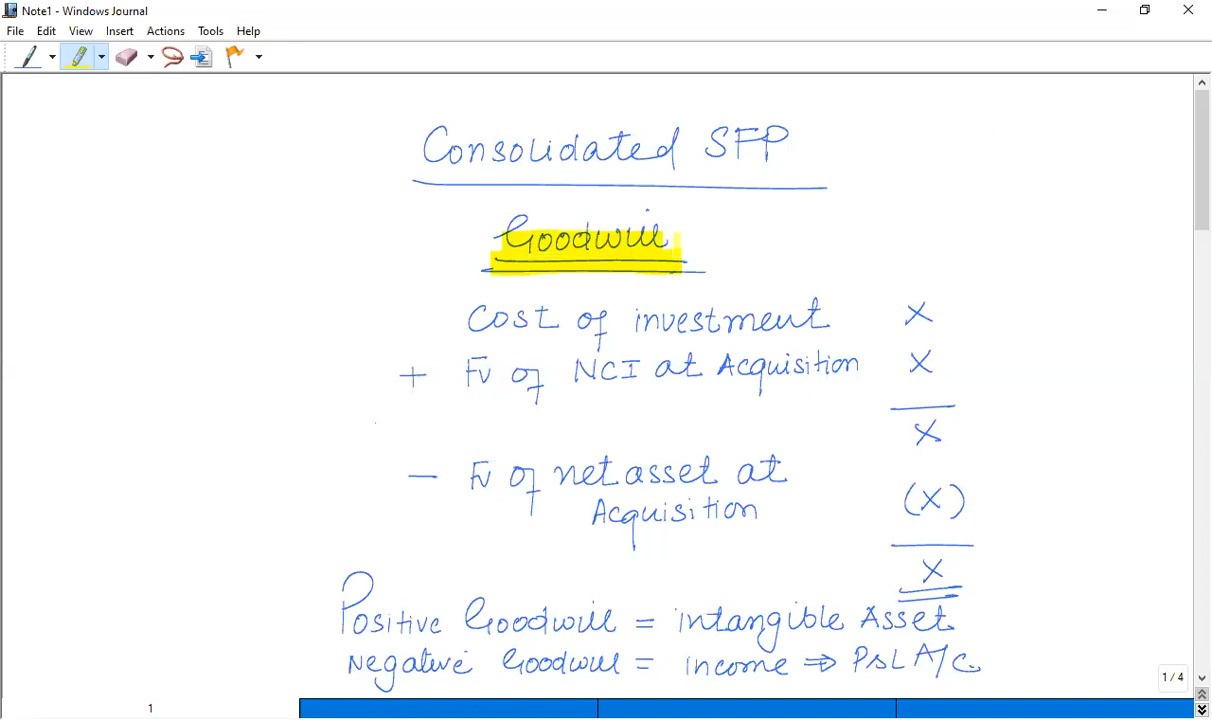 Note1 - Windows Journal
File Edit View Insert Actions Tools Help
Consolidated SFP
Goodwill
Cost of investment X
+ Fv of NCI at Acquisition X
X
- Fv of net asset at
Acquisition (X)
X
Positive Goodwill = intangible Asset
Negative Goodwill = income ⇒ P&L A/C
1 / 4
1